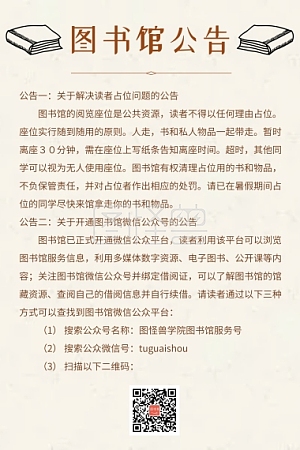 图书馆公告
公告一：关于解决读者占位问题的公告
图书馆的阅览座位是公共资源，读者不得以任何理由占位。
座位实行随到随用的原则。人走，书和私人物品一起带走。暂时
离座３０分钟，需在座位上写纸条告知离座时间。超时，其他同
学可以视为无人使用座位。图书馆有权清理占位用的书和物品，
不负保管责任，并对占位者作出相应的处罚。请已在暑假期间占
位的同学尽快来馆拿走你的书和物品。
公告二：关于开通图书馆微信公众号的公告
图书馆已正式开通微信公众平台，读者利用该平台可以浏览
图书馆服务信息，利用多媒体数字资源、电子图书、公开课等内
容；关注图书馆微信公众号并绑定借阅证，可以了解图书馆的馆
藏资源、查阅自己的借阅信息并自行续借。请读者通过以下三种
方式可以查找到图书馆微信公众平台：
（1） 搜索公众号名称：图怪兽学院图书馆服务号
（2） 搜索公众微信号：tuguaishou
（3） 扫描以下二维码：